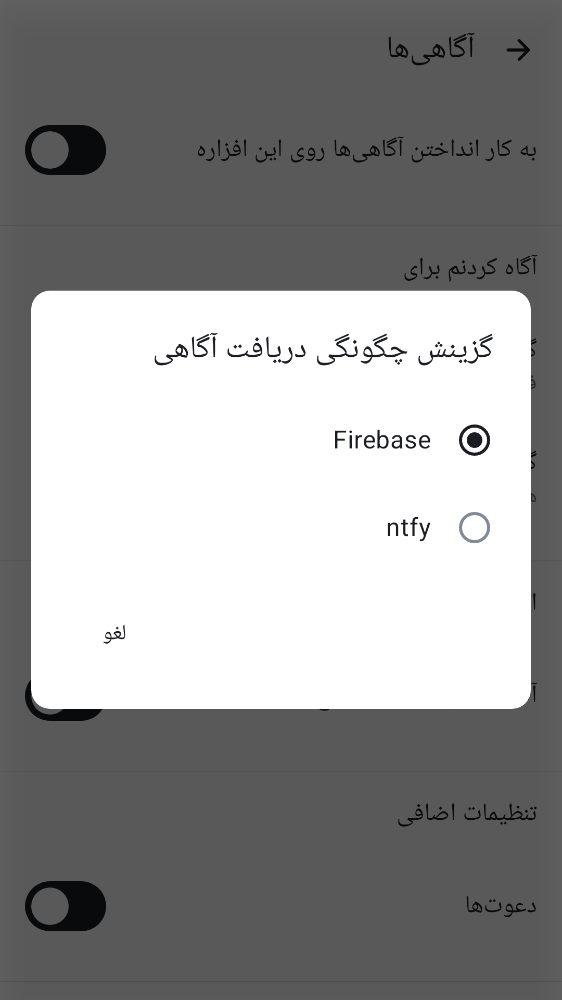 آگاهی‌ها
به کار انداختن آگاهی‌ها روی این افزاره
آگاه کردنم برای
گزینش چگونگی دریافت آگاهی
Firebase
ntfy
لغو
تنظیمات اضافی
دعوت‌ها